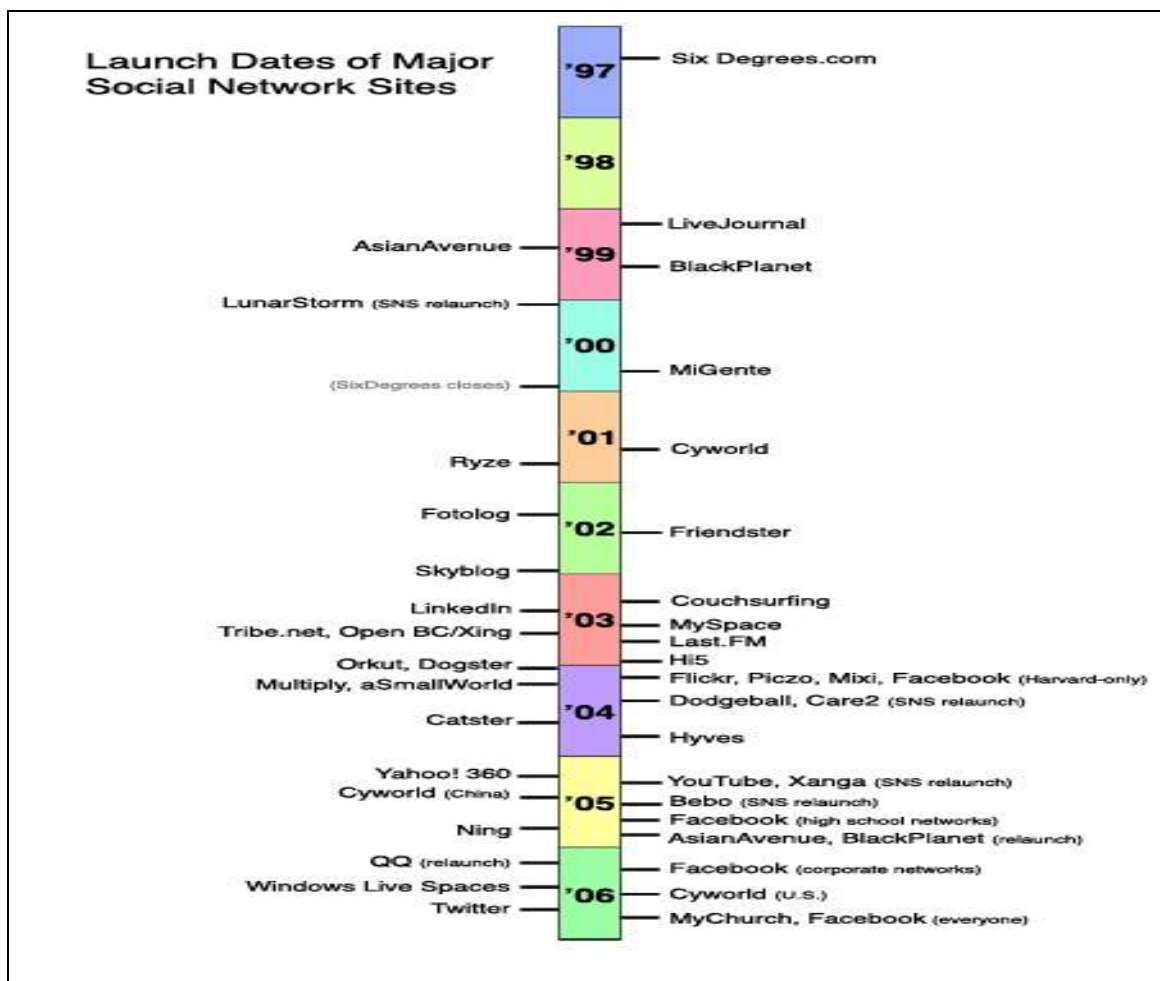 Launch Dates of Major
Social Network Sites
'97
Six Degrees.com
'98
'99
LiveJournal
AsianAvenue
BlackPlanet
LunarStorm (SNS relaunch)
'00
MiGente
(SixDegrees closes)
'01
Cyworld
Ryze
Fotolog
'02
Friendster
Skyblog
Couchsurfing
LinkedIn
'03
MySpace
Tribe.net, Open BC/Xing
Last.FM
Hi5
Orkut, Dogster
Flickr, Piczo, Mixi, Facebook (Harvard-only)
Multiply, aSmallWorld
Dodgeball, Care2 (SNS relaunch)
'04
Catster
Hyves
Yahoo! 360
YouTube, Xanga (SNS relaunch)
Cyworld (China)
'05
Bebo (SNS relaunch)
Facebook (high school networks)
Ning
AsianAvenue, BlackPlanet (relaunch)
QQ (relaunch)
Facebook (corporate networks)
Windows Live Spaces
'06
Cyworld (U.S.)
Twitter
MyChurch, Facebook (everyone)